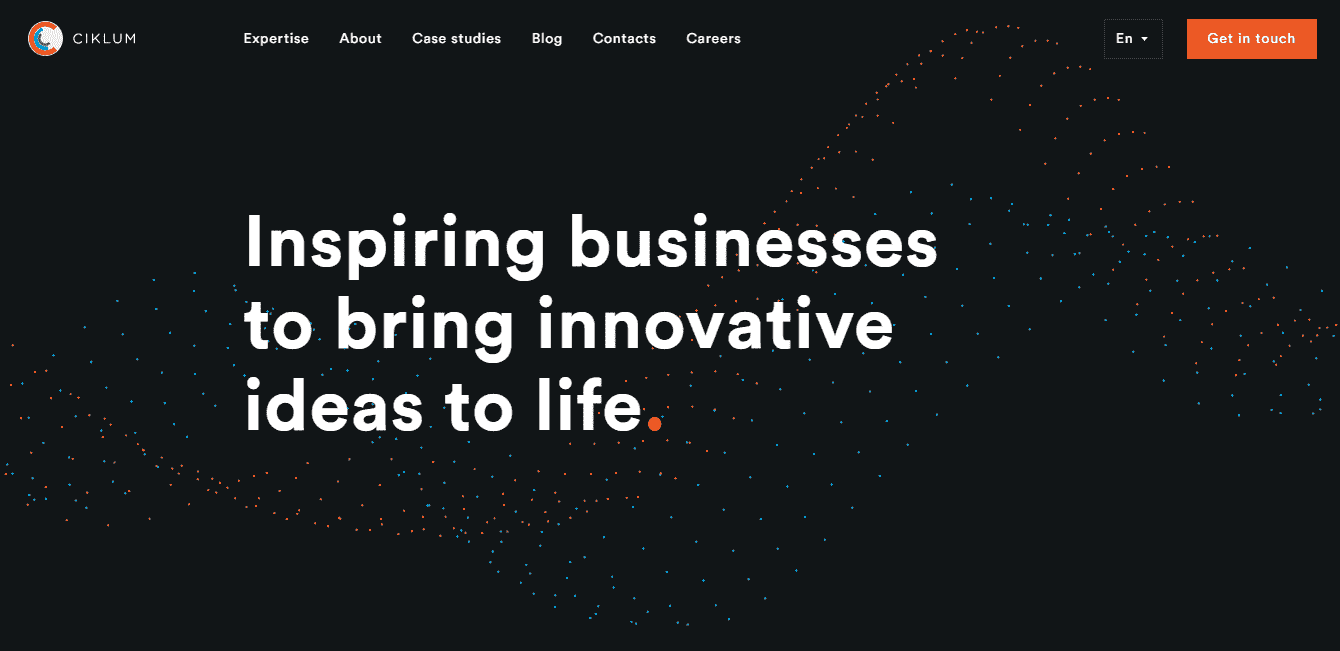 CIKLUM
Expertise About Case studies Blog Contacts Careers
En
Get in touch
Inspiring businesses
to bring innovative
ideas to life.